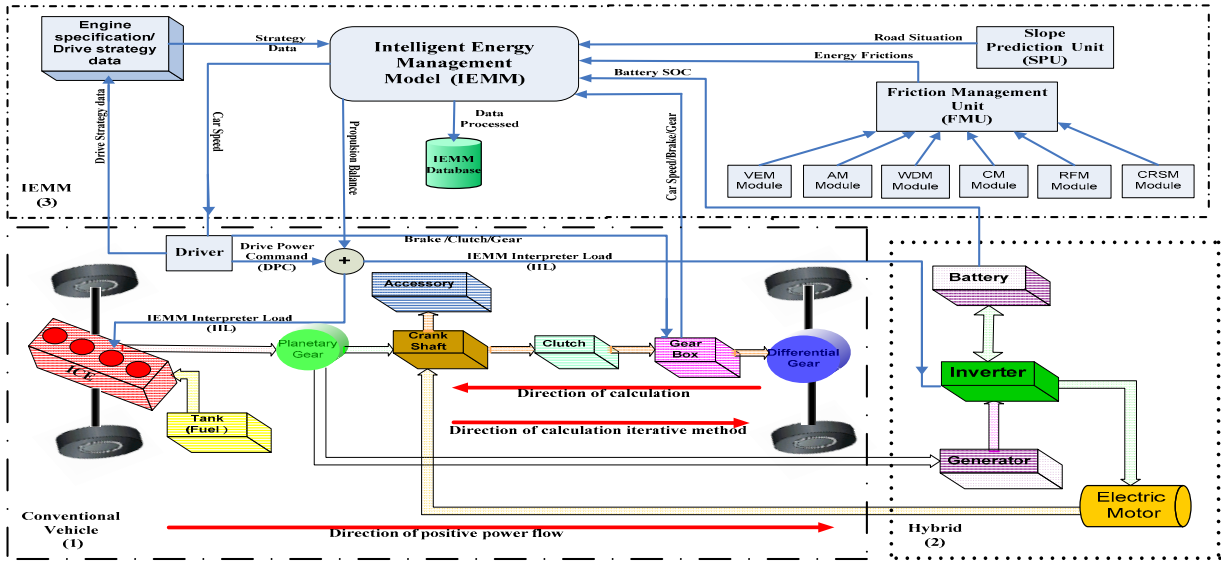 Engine
specification/
Drive strategy
data
Strategy
Data
Intelligent Energy
Management
Model (IEMM)
Road Situation
Slope
Prediction Unit
(SPU)
Energy Frictions
Battery SOC
Friction Management
Unit
(FMU)
Drive Strategy data
Car Speed
Propulsion Balance
Data
Processed
IEMM
Database
Car Speed/Brake/Gear
VEM
Module
AM
Module
WDM
Module
CM
Module
RFM
Module
CRSM
Module
IEMM
(3)
Driver
Drive Power
Command
(DPC)
+
Brake /Clutch/Gear
IEMM Interpreter Load
(IIL)
Battery
Accessory
IEMM Interpreter Load
(IIL)
ICE
Planetary
Gear
Crank
Shaft
Clutch
Gear
Box
Differential
Gear
Inverter
Direction of calculation
Tank
(Fuel )
Direction of calculation iterative method
Generator
Electric
Motor
Conventional
Vehicle
(1)
Direction of positive power flow
Hybrid
(2)